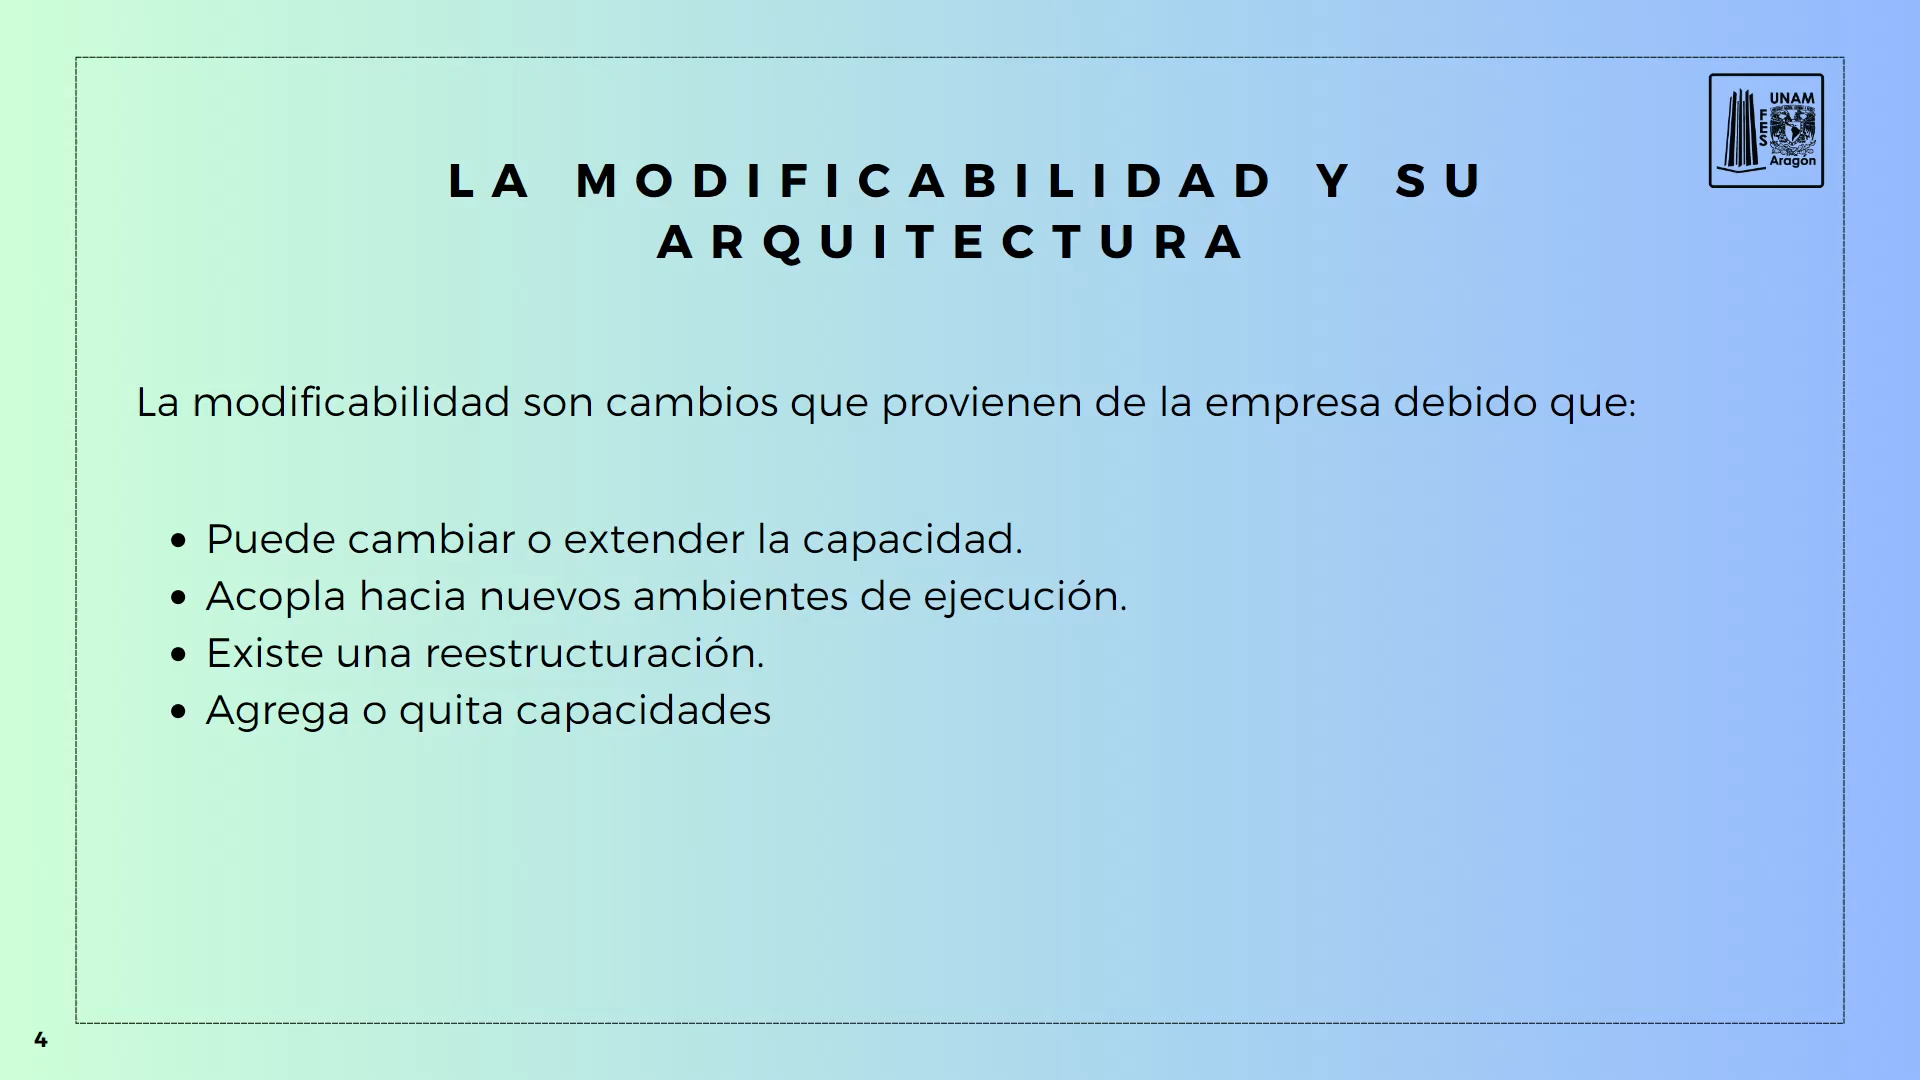 UNAM
FES
Aragón
LA MODIFICABILIDAD Y SU
ARQUITECTURA
La modificabilidad son cambios que provienen de la empresa debido que:
• Puede cambiar o extender la capacidad.
• Acopla hacia nuevos ambientes de ejecución.
• Existe una reestructuración.
• Agrega o quita capacidades
4